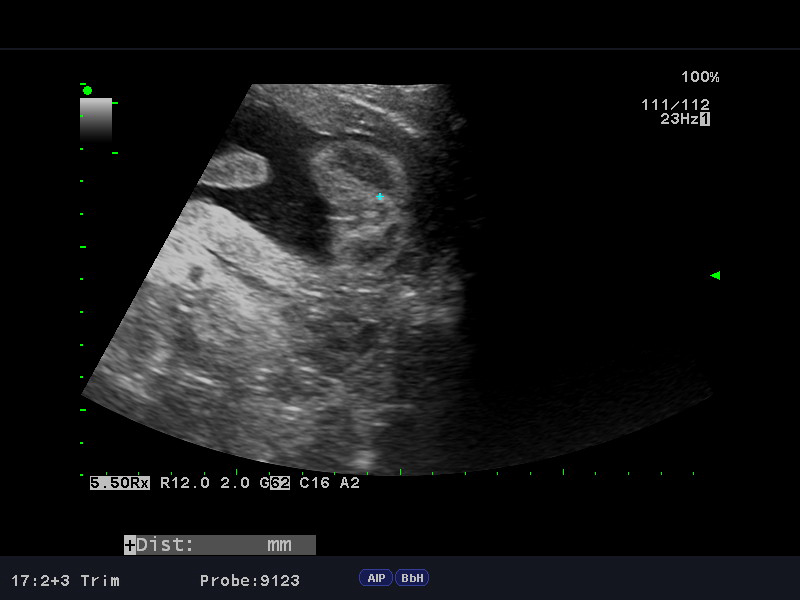 100%
111/112
23Hz1
5.50Rx R12.0 2.0 G62 C16 A2
+Dist: mm
17:2+3 Trim Probe:9123 AIP BbH